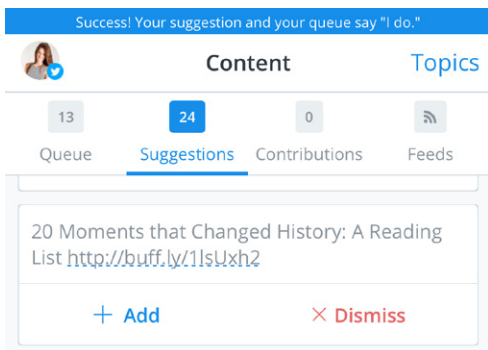 Success! Your suggestion and your queue say "I do."
Content
Topics
13
24
0
Queue
Suggestions
Contributions
Feeds
20 Moments that Changed History: A Reading
List http://buff.ly/1lsUxh2
+ Add
× Dismiss